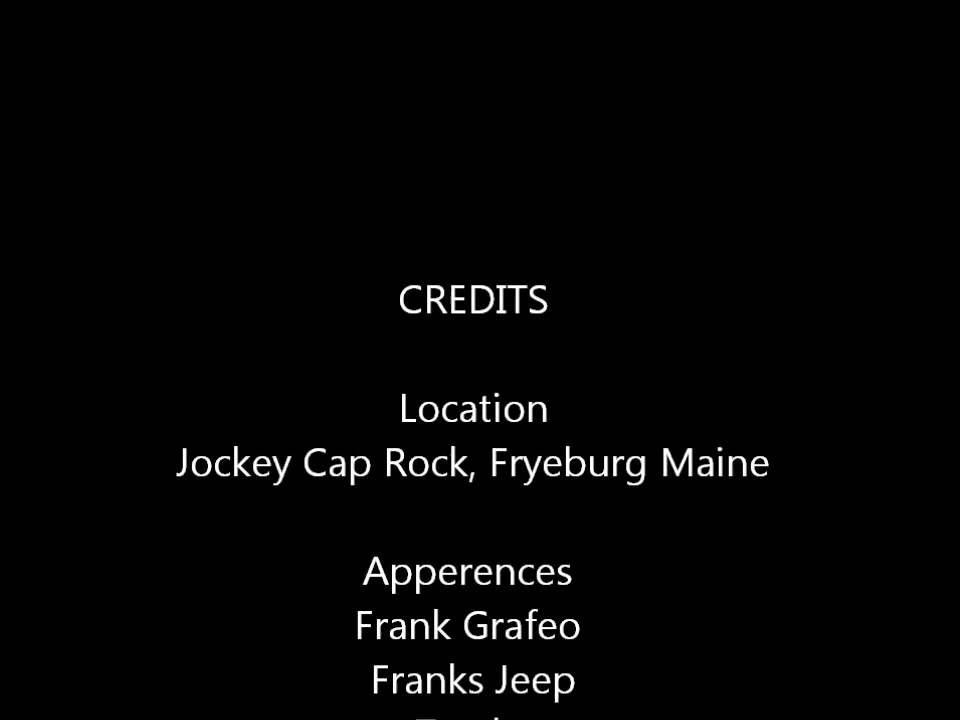 CREDITS
Location
Jockey Cap Rock, Fryeburg Maine
Apperences
Frank Grafeo
Franks Jeep